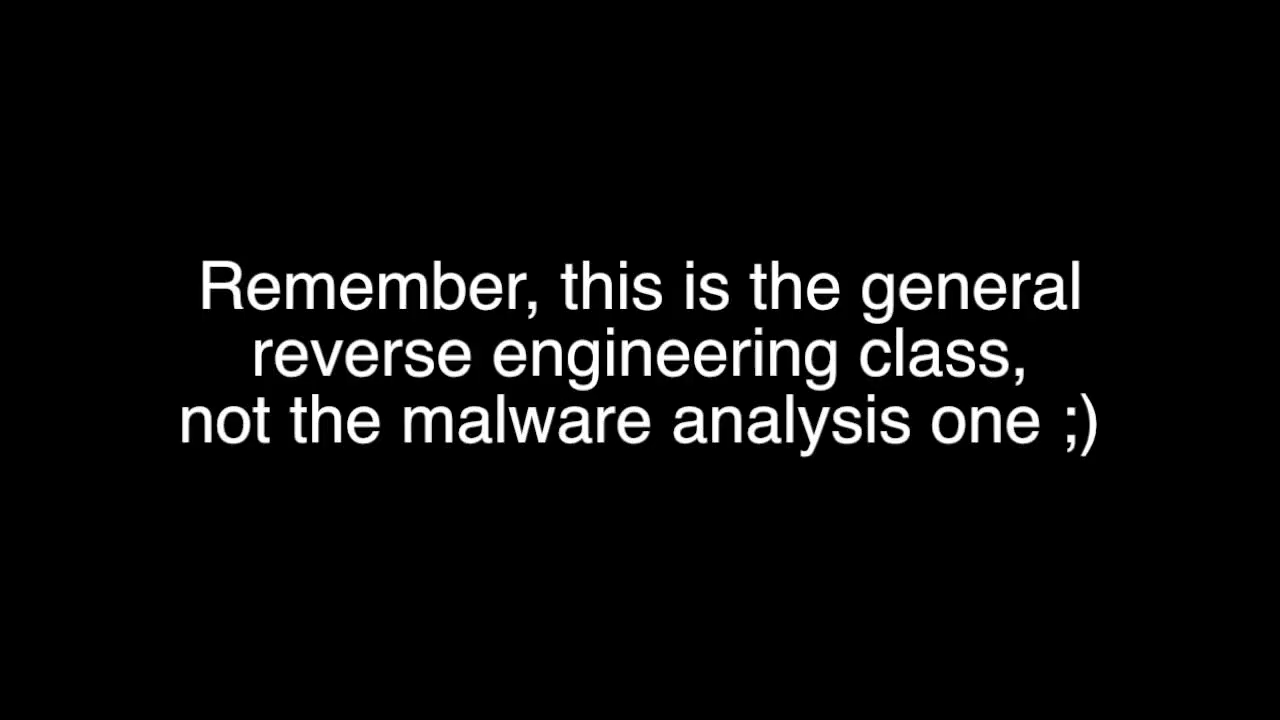 Remember, this is the general
reverse engineering class,
not the malware analysis one ;)